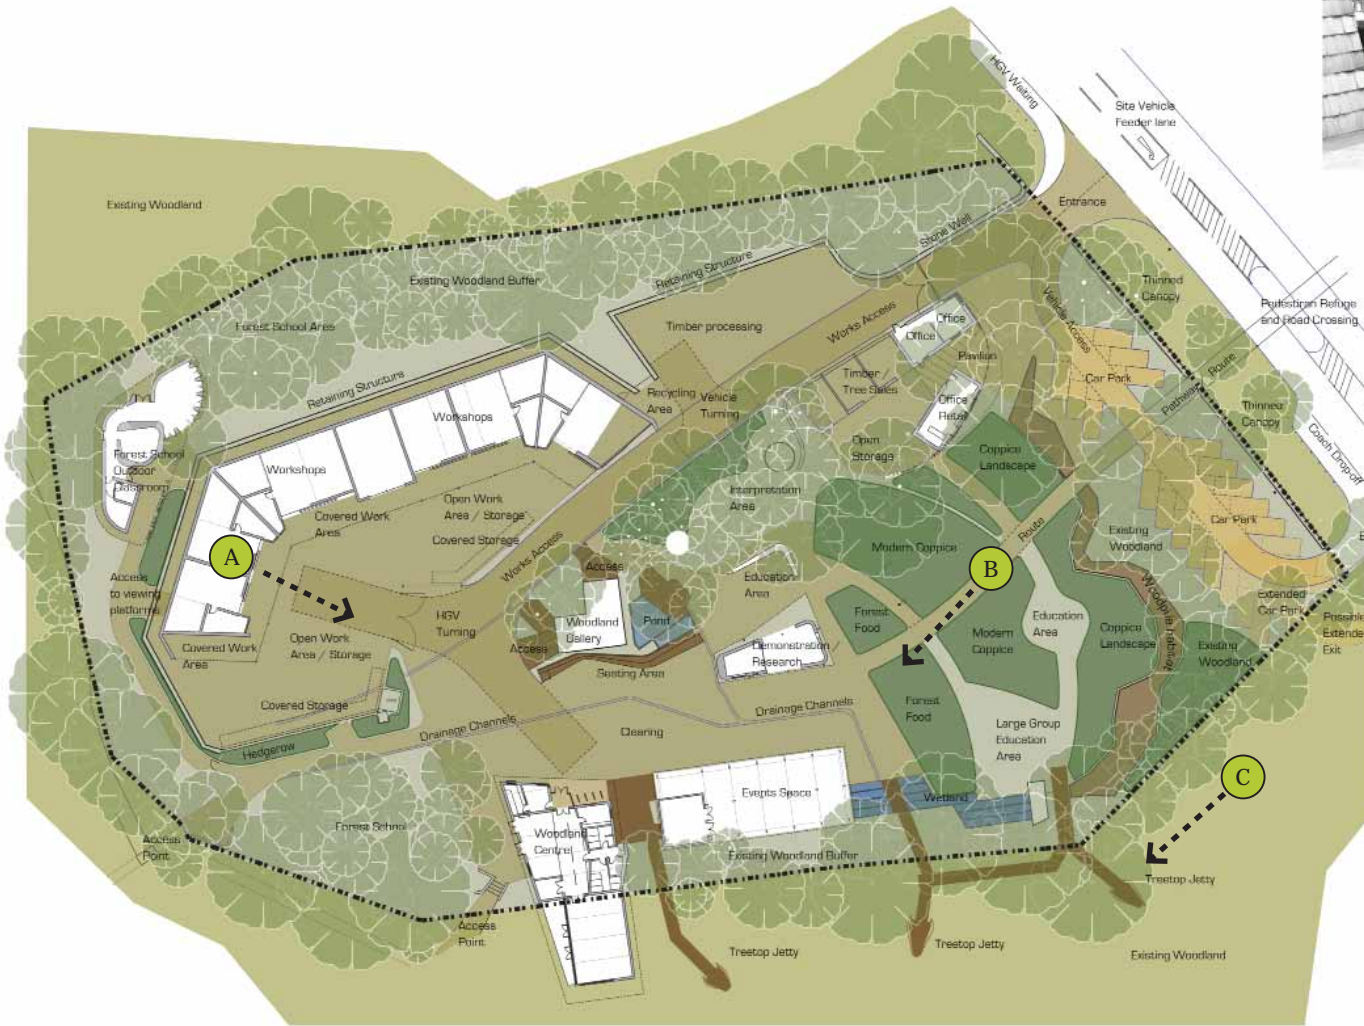 HGV Waiting
Site Vehicle
Feeder lane
Existing Woodland
Entrance
Stone Wall
Retaining Structure
Existing Woodland Buffer
Thinned
Canopy
Pedestiran Refuge
and Road Crossing
Forest School Area
Timber processing
Works Access
Vehicle Access
Office
Office
Pavilion
Car Park
Pathway Route
Timber
Tree Sales
Retaining Structure
Recycling
Area
Vehicle
Turning
Office
Retail
Thinned
Canopy
Workshops
Coach Drop-off
Forest School
Outdoor
Classroom
Workshops
Open
Storage
Coppice
Landscape
Interpretation
Area
Open Work
Area / Storage
Covered Work
Area
Covered Storage
Works Access
Modern Coppice
Route
Existing
Woodland
Car Park
A
B
Access
Access
to viewing
platforms
Education
Area
Woodpile habitat
Extended
Car Park
Possible
Extende
Exit
HGV
Turning
Woodland
Gallery
Pond
Forest
Food
Education
Area
Modern
Coppice
Coppice
Landscape
Existing
Woodland
Open Work
Area / Storage
Covered Work
Area
Access
Demonstration
Research
Seating Area
Covered Storage
Forest
Food
Drainage Channels
Drainage Channels
Hedgerow
Clearing
Large Group
Education
Area
C
Events Space
Wetland
Forest School
Woodland
Centre
Access
Point
Existing Woodland Buffer
Treetop Jetty
Access
Point
Treetop Jetty
Treetop Jetty
Existing Woodland